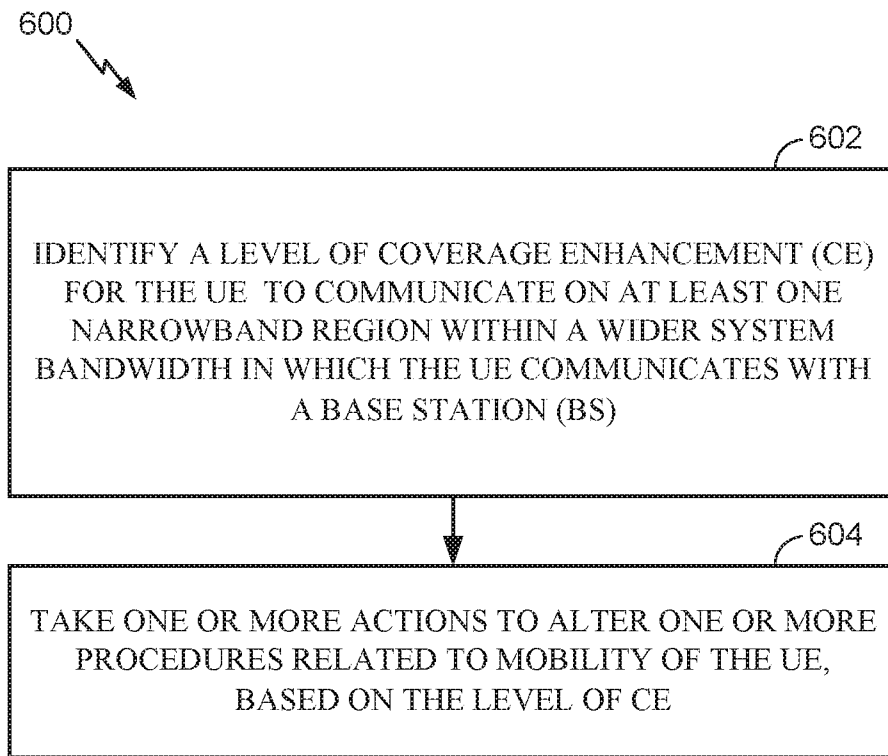 600
602
IDENTIFY A LEVEL OF COVERAGE ENHANCEMENT (CE)
FOR THE UE TO COMMUNICATE ON AT LEAST ONE
NARROWBAND REGION WITHIN A WIDER SYSTEM
BANDWIDTH IN WHICH THE UE COMMUNICATES WITH
A BASE STATION (BS)
604
TAKE ONE OR MORE ACTIONS TO ALTER ONE OR MORE
PROCEDURES RELATED TO MOBILITY OF THE UE,
BASED ON THE LEVEL OF CE